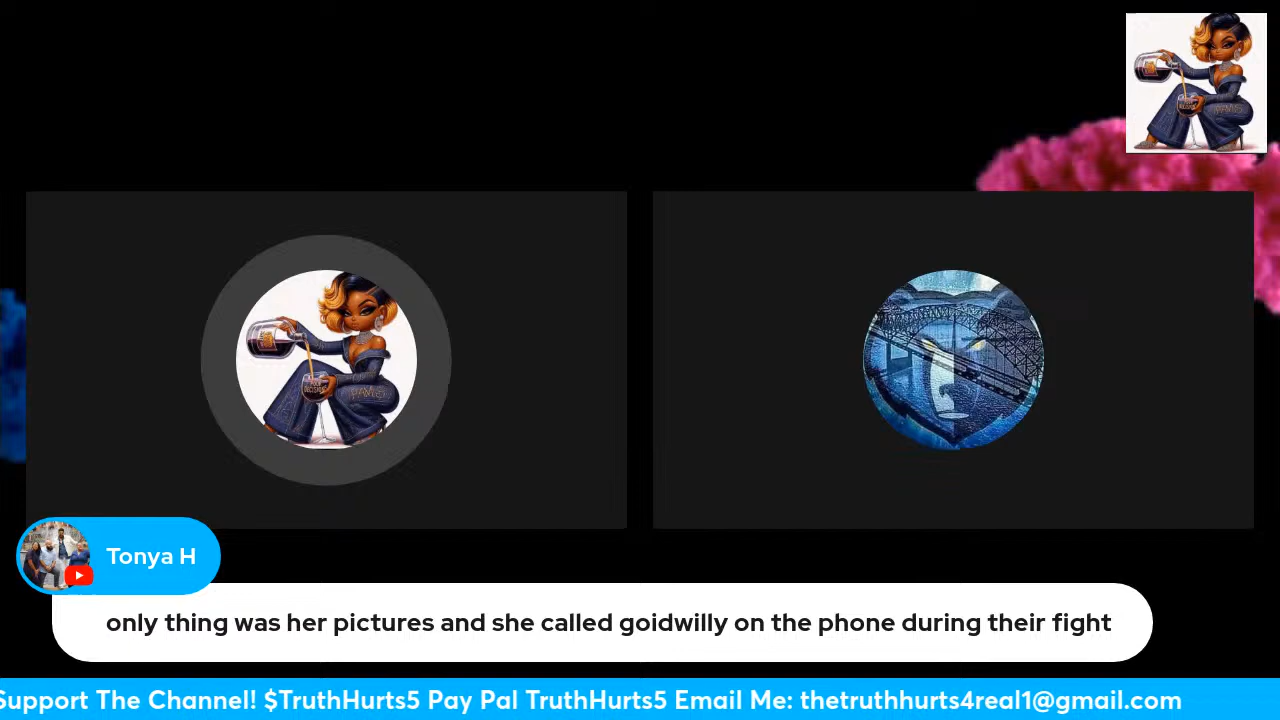 Tonya H
only thing was her pictures and she called goidwilly on the phone during their fight
Support The Channel! $TruthHurts5 Pay Pal TruthHurts5 Email Me: thetruthhurts4real1@gmail.com